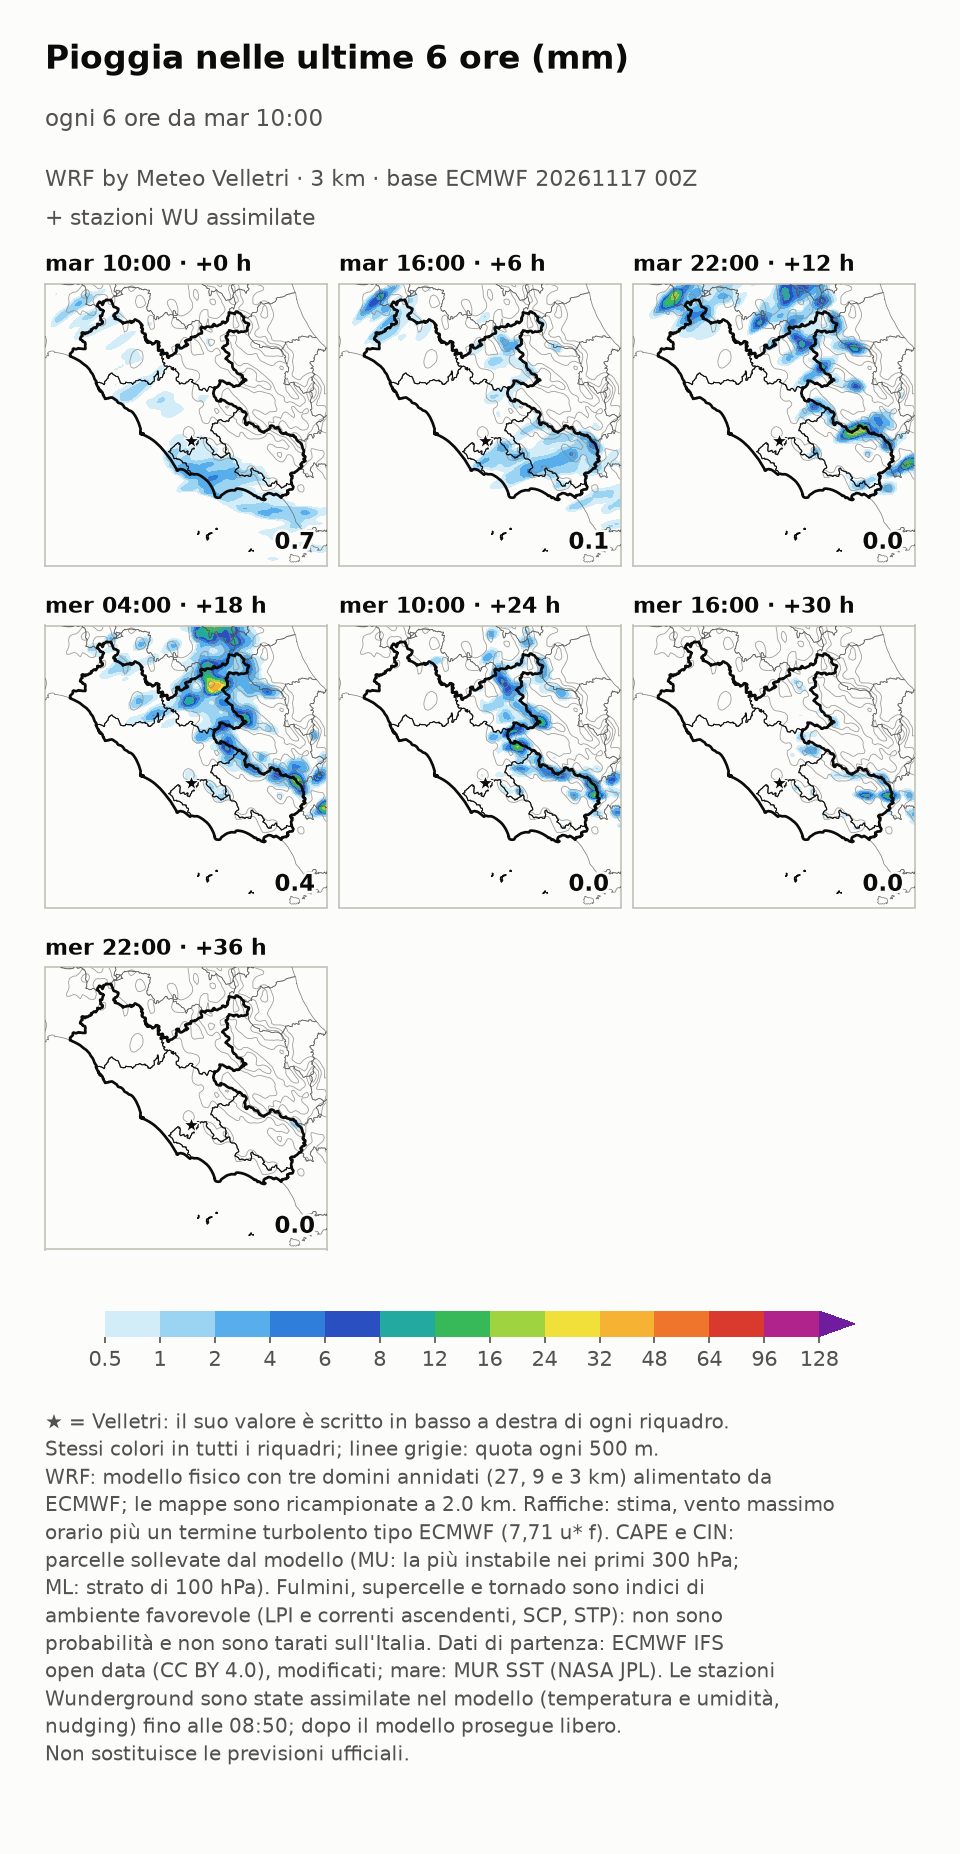 Pioggia nelle ultime 6 ore (mm)
ogni 6 ore da mar 10:00
WRF by Meteo Velletri · 3 km · base ECMWF 20261117 00Z
+ stazioni WU assimilate
mar 10:00 · +0 h
mar 16:00 · +6 h
mar 22:00 · +12 h
0.7
0.1
0.0
mer 04:00 · +18 h
mer 10:00 · +24 h
mer 16:00 · +30 h
0.4
0.0
0.0
mer 22:00 · +36 h
0.0
0.5 1 2 4 6 8 12 16 24 32 48 64 96 128
★ = Velletri: il suo valore è scritto in basso a destra di ogni riquadro.
Stessi colori in tutti i riquadri; linee grigie: quota ogni 500 m.
WRF: modello fisico con tre domini annidati (27, 9 e 3 km) alimentato da
ECMWF; le mappe sono ricampionate a 2.0 km. Raffiche: stima, vento massimo
orario più un termine turbolento tipo ECMWF (7,71 u* f). CAPE e CIN:
parcelle sollevate dal modello (MU: la più instabile nei primi 300 hPa;
ML: strato di 100 hPa). Fulmini, supercelle e tornado sono indici di
ambiente favorevole (LPI e correnti ascendenti, SCP, STP): non sono
probabilità e non sono tarati sull'Italia. Dati di partenza: ECMWF IFS
open data (CC BY 4.0), modificati; mare: MUR SST (NASA JPL). Le stazioni
Wunderground sono state assimilate nel modello (temperatura e umidità,
nudging) fino alle 08:50; dopo il modello prosegue libero.
Non sostituisce le previsioni ufficiali.